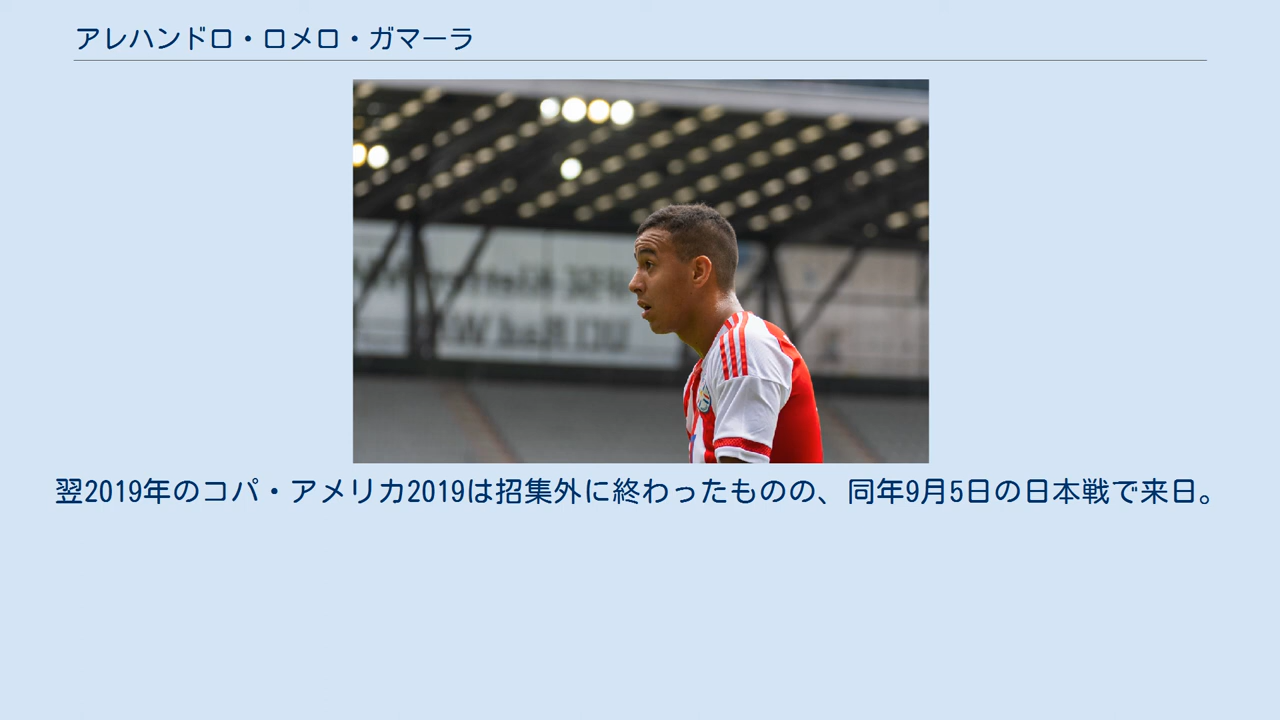 アレハンドロ・ロメロ・ガマーラ
翌2019年のコパ・アメリカ2019は招集外に終わったものの、同年9月5日の日本戦で来日。